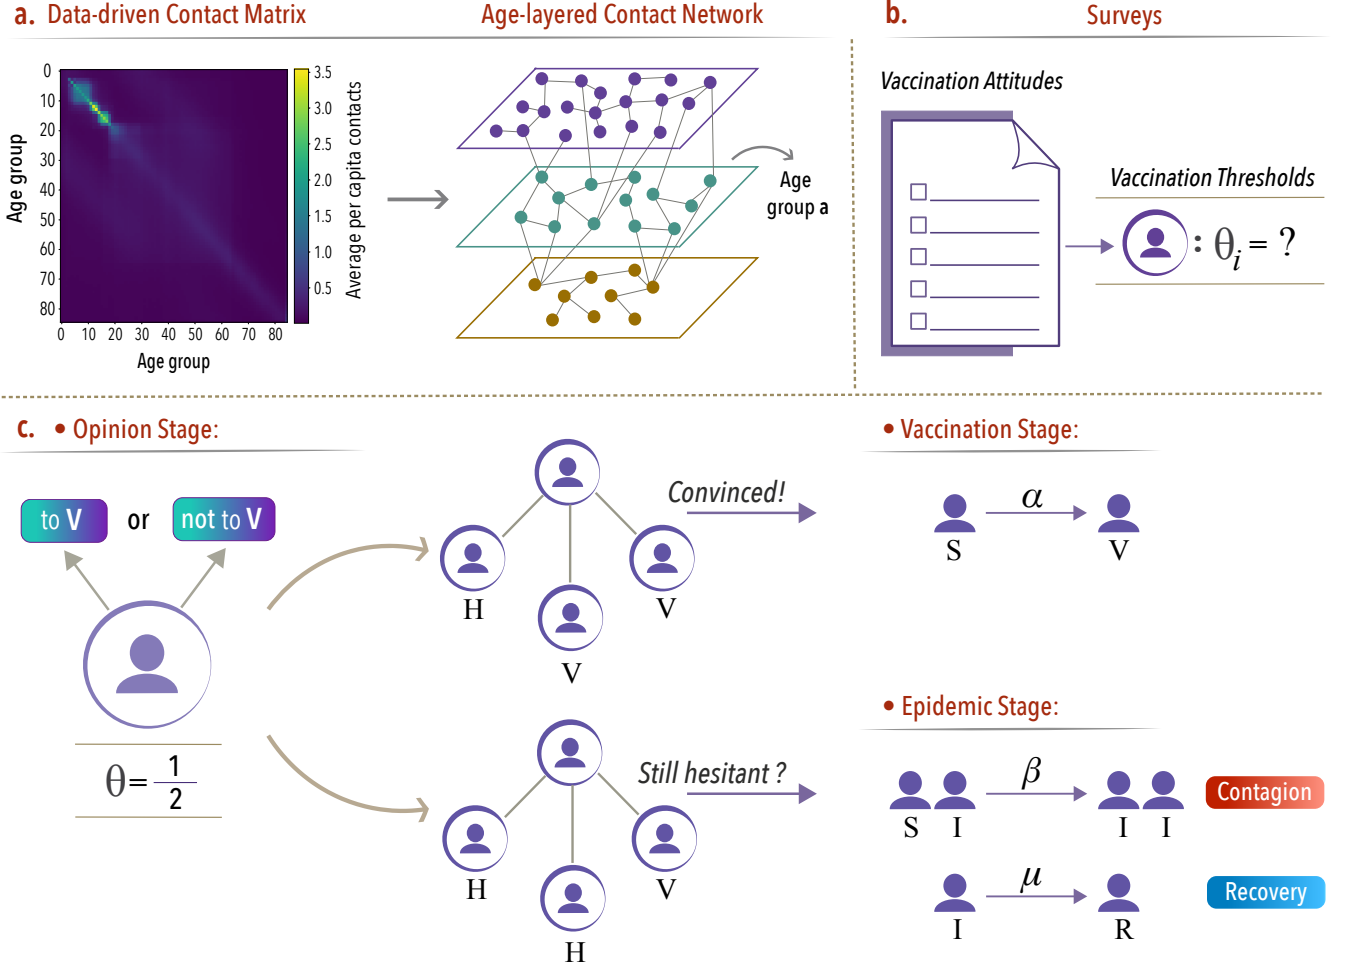 a. Data-driven Contact Matrix
Age-layered Contact Network
0
10
20
30
40
50
60
70
80
Age group
0 10 20 30 40 50 60 70 80
Age group
3.5
3.0
2.5
2.0
1.5
1.0
0.5
Average per capita contacts
Age
group a
b. Surveys
Vaccination Attitudes
Vaccination Thresholds
: θi = ?
c. • Opinion Stage:
to V or not to V
θ = 1/2
H
V
V
Convinced!
H
H
V
Still hesitant ?
• Vaccination Stage:
α
S V
• Epidemic Stage:
β
S I I I
Contagion
μ
I R
Recovery